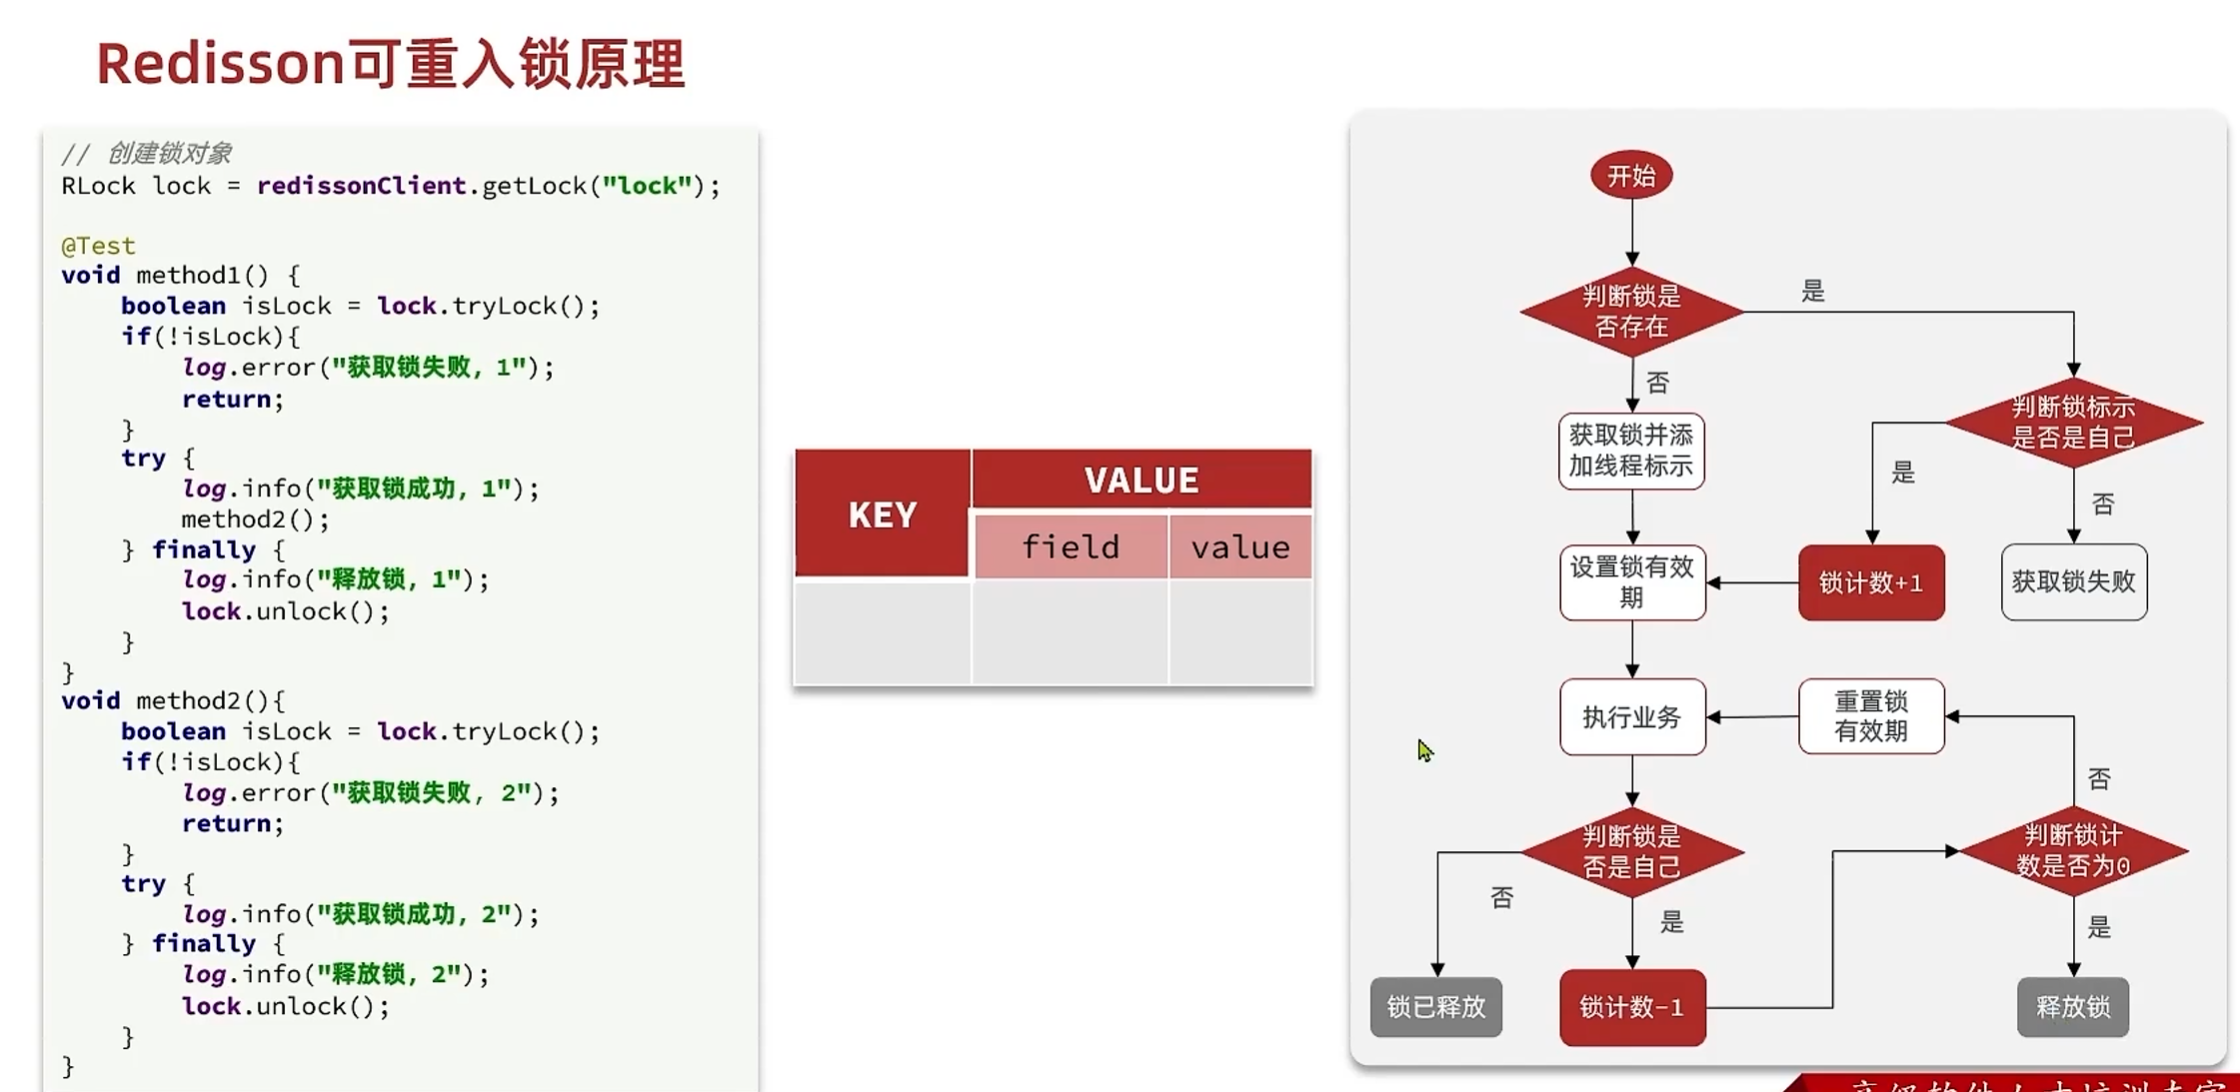 Redisson可重入锁原理
// 创建锁对象
RLock lock = redissonClient.getLock("lock");
@Test
void method1() {
boolean isLock = lock.tryLock();
if(!isLock){
log.error("获取锁失败，1");
return;
}
try {
log.info("获取锁成功，1");
method2();
} finally {
log.info("释放锁，1");
lock.unlock();
}
}
void method2(){
boolean isLock = lock.tryLock();
if(!isLock){
log.error("获取锁失败, 2");
return;
}
try {
log.info("获取锁成功，2");
} finally {
log.info("释放锁，2");
lock.unlock();
}
}
KEY
VALUE
field
value
开始
判断锁是
否存在
是
否
判断锁标示
是否是自己
获取锁并添
加线程标示
是
否
设置锁有效
期
锁计数+1
获取锁失败
执行业务
重置锁
有效期
否
判断锁是
否是自己
判断锁计
数是否为0
否
是
是
锁已释放
锁计数-1
释放锁